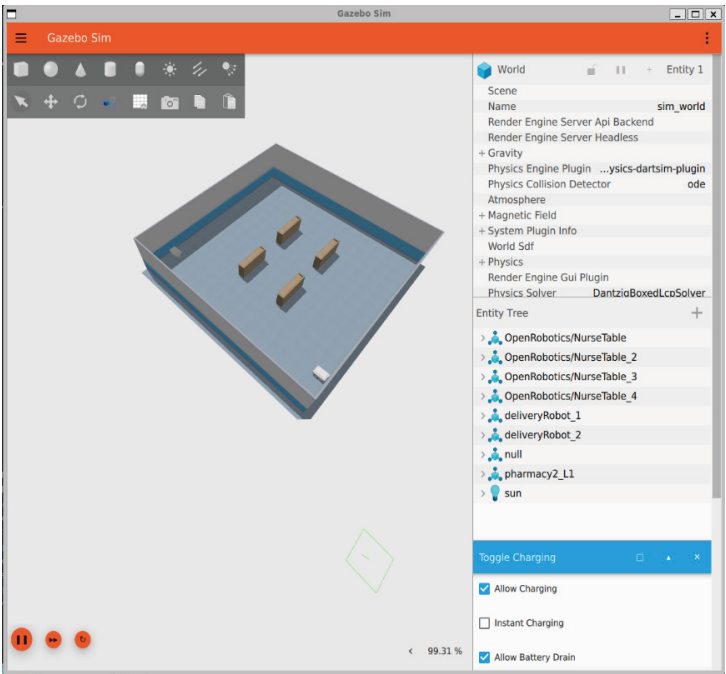 Gazebo Sim
Gazebo Sim
World
Entity 1
Scene
Name sim_world
Render Engine Server Api Backend
Render Engine Server Headless
+ Gravity
Physics Engine Plugin ...ysics-dartsim-plugin
Physics Collision Detector ode
Atmosphere
+ Magnetic Field
+ System Plugin Info
World Sdf
+ Physics
Render Engine Gui Plugin
Physics Solver DantzigBoxedLcpSolver
Entity Tree
OpenRobotics/NurseTable
OpenRobotics/NurseTable_2
OpenRobotics/NurseTable_3
OpenRobotics/NurseTable_4
deliveryRobot_1
deliveryRobot_2
null
pharmacy2_L1
sun
Toggle Charging
Allow Charging
Instant Charging
99.31 %
Allow Battery Drain